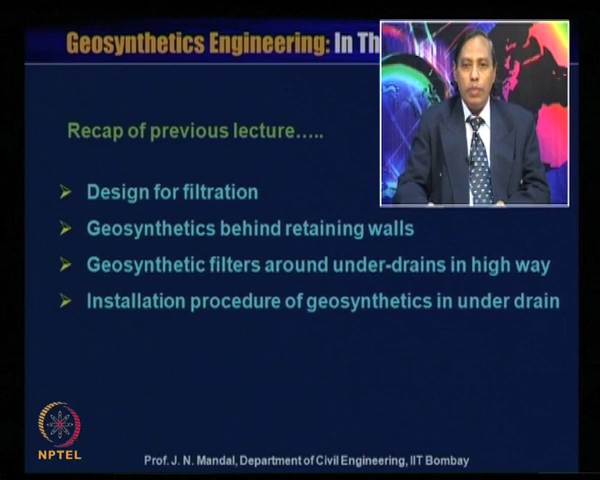 Geosynthetics Engineering: In Th
Recap of previous lecture…..
Design for filtration
Geosynthetics behind retaining walls
Geosynthetic filters around under-drains in high way
Installation procedure of geosynthetics in under drain
NPTEL
Prof. J. N. Mandal, Department of Civil Engineering, IIT Bombay